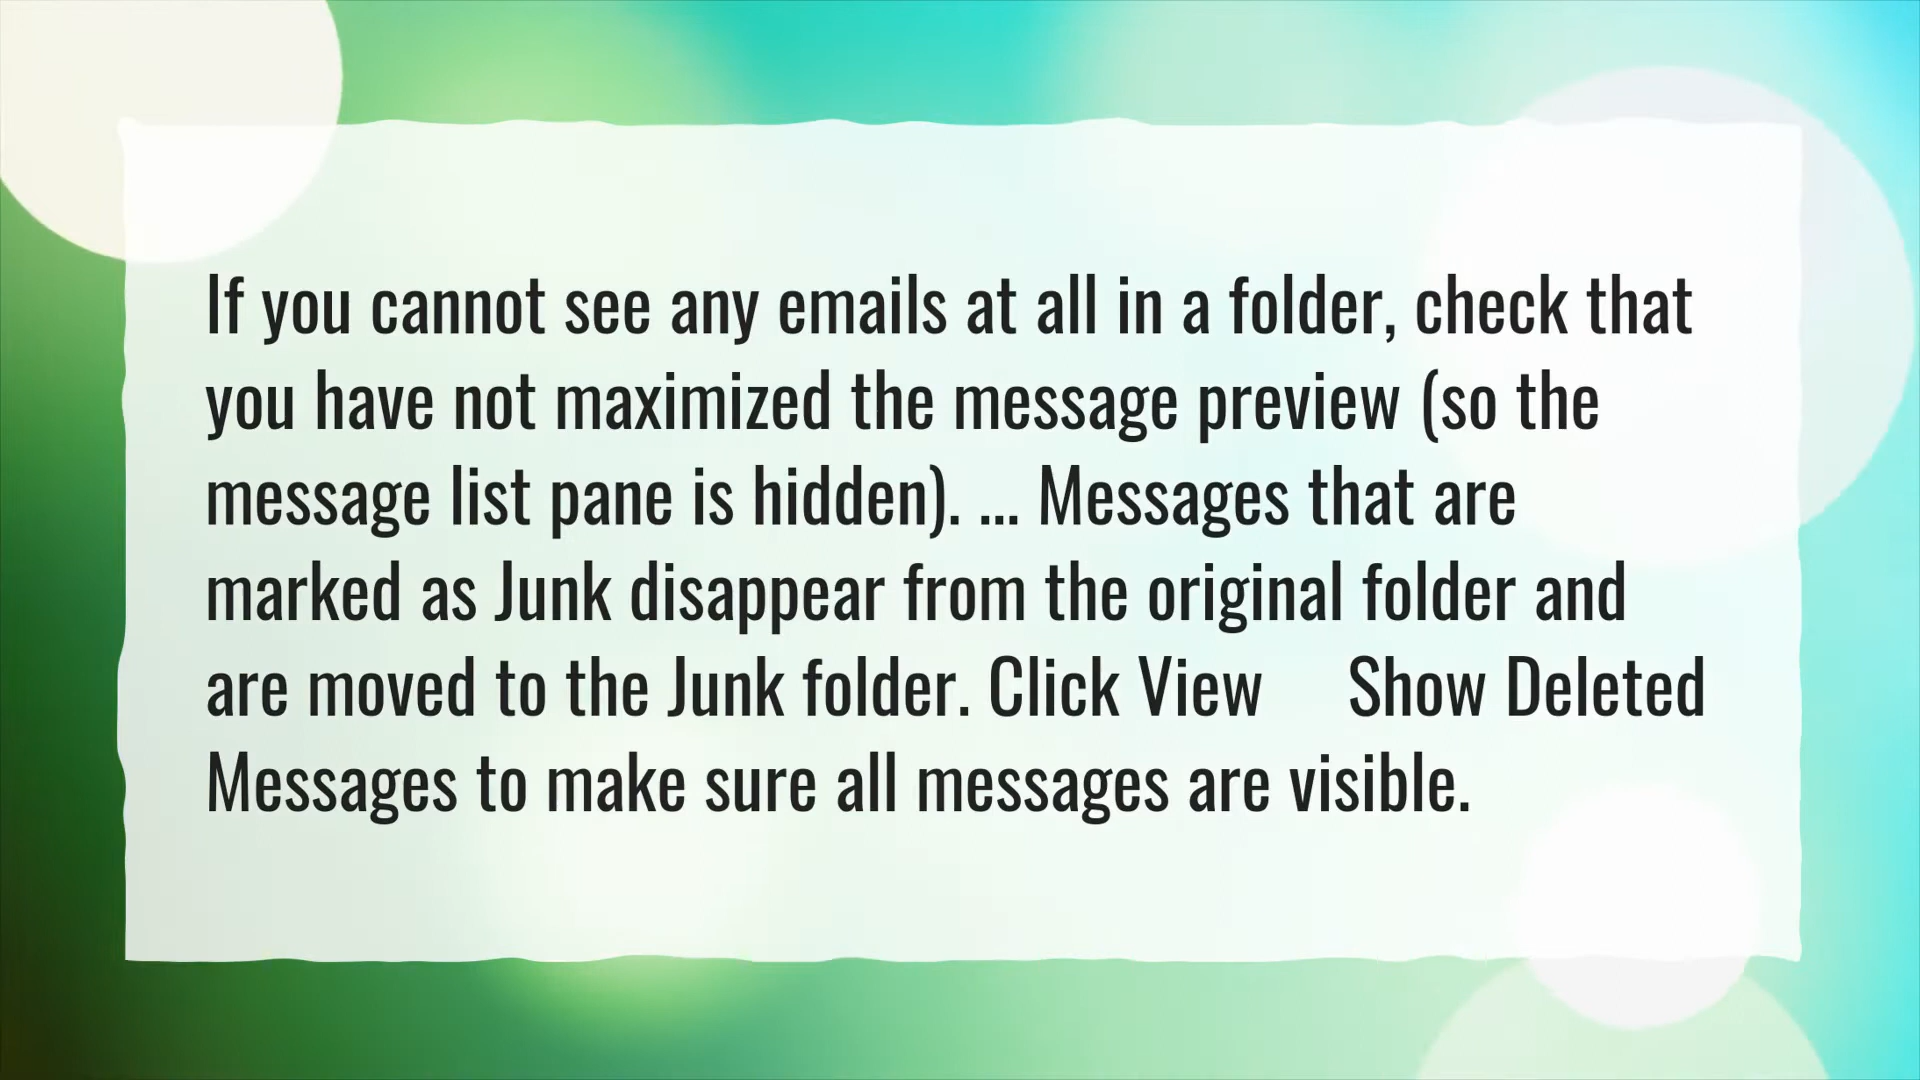 If you cannot see any emails at all in a folder, check that
you have not maximized the message preview (so the
message list pane is hidden). ... Messages that are
marked as Junk disappear from the original folder and
are moved to the Junk folder. Click View Show Deleted
Messages to make sure all messages are visible.